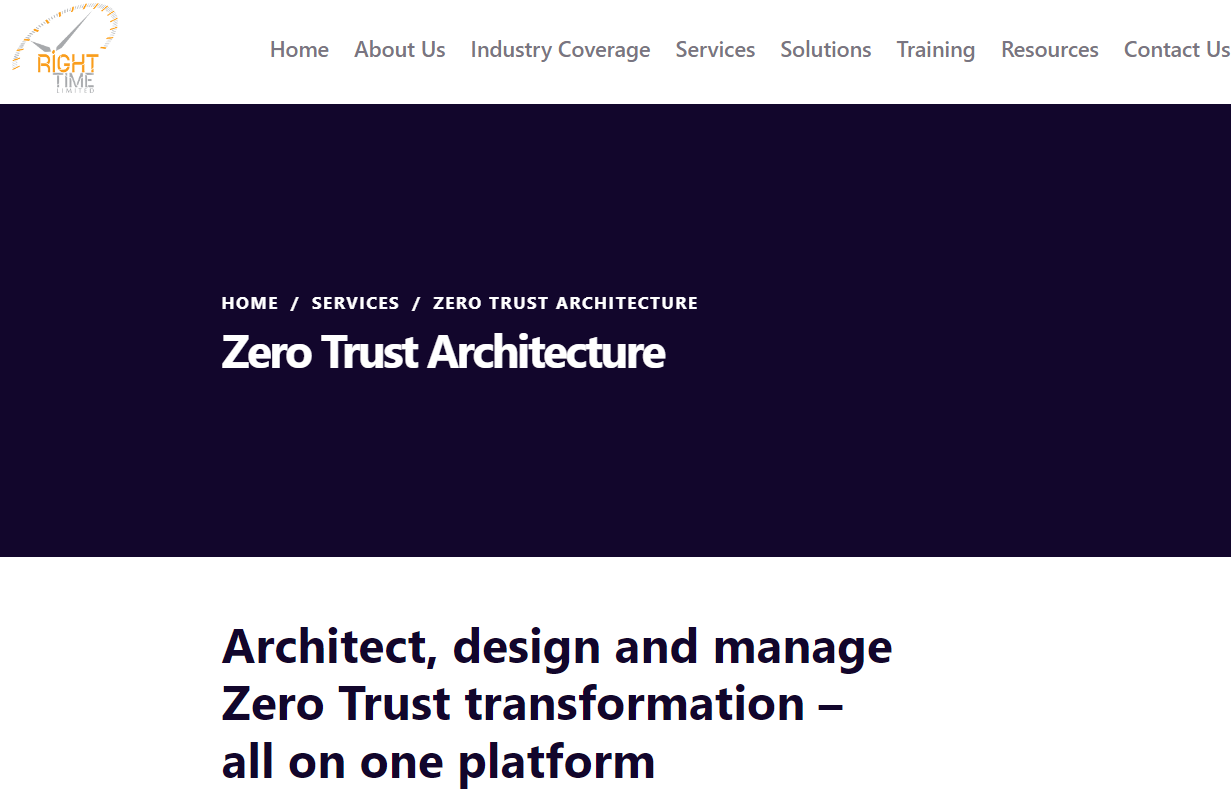 RiGHT
TiME
LIMITED
Home About Us Industry Coverage Services Solutions Training Resources Contact Us
HOME / SERVICES / ZERO TRUST ARCHITECTURE
Zero Trust Architecture
Architect, design and manage
Zero Trust transformation –
all on one platform